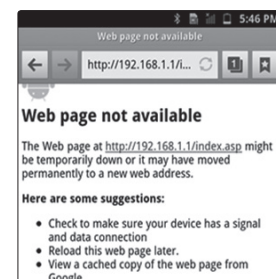 5:46 PM
Web page not available
http://192.168.1.1/i...
1
Web page not available
The Web page at http://192.168.1.1/index.asp might
be temporarily down or it may have moved
permanently to a new web address.
Here are some suggestions:
• Check to make sure your device has a signal
and data connection
• Reload this web page later.
• View a cached copy of the web page from
Google